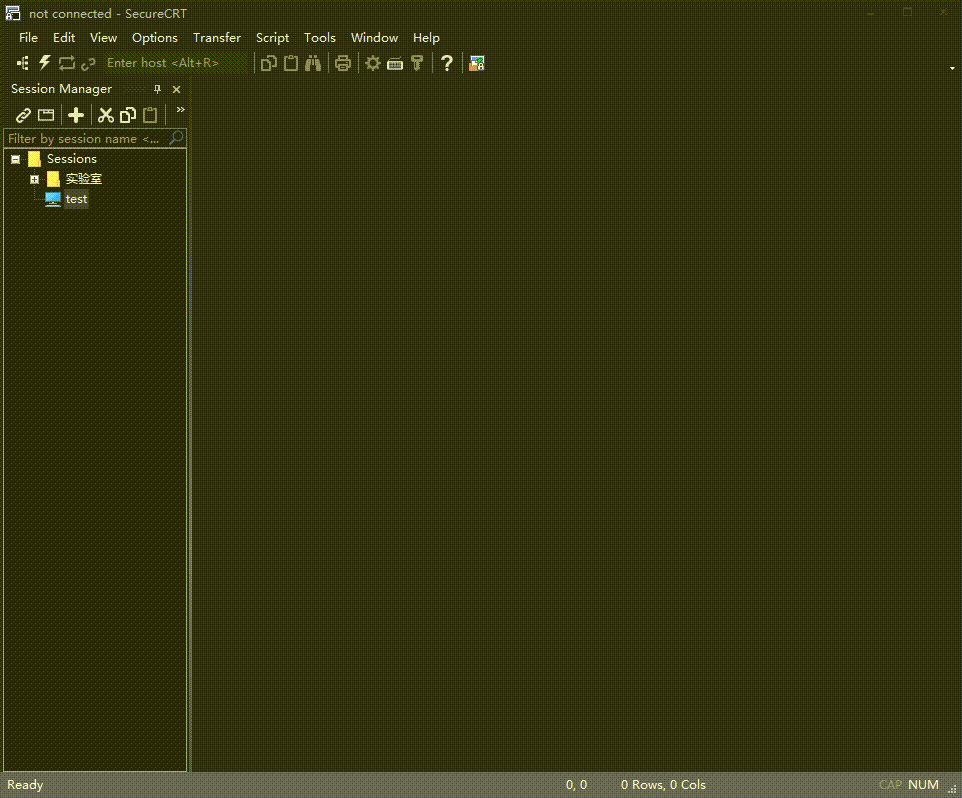 not connected - SecureCRT
File Edit View Options Transfer Script Tools Window Help
Enter host <Alt+R>
Session Manager
Filter by session name <...
Sessions
实验室
test
Ready 0, 0 0 Rows, 0 Cols CAP NUM